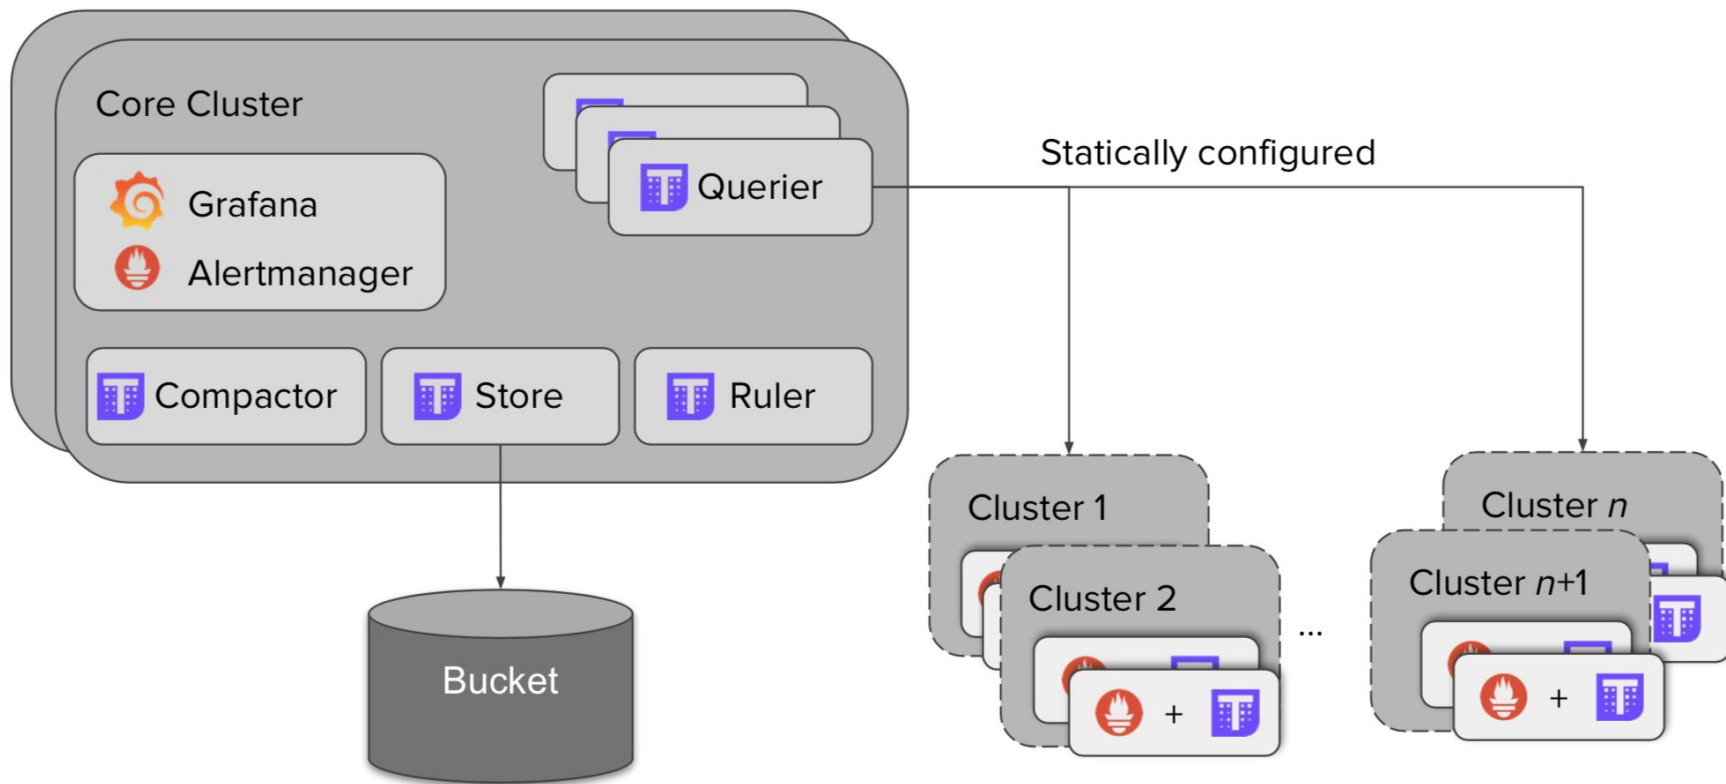 Core Cluster
Grafana
Alertmanager
Querier
Compactor
Store
Ruler
Statically configured
Bucket
Cluster 1
Cluster 2
+
...
Cluster n
Cluster n+1
+